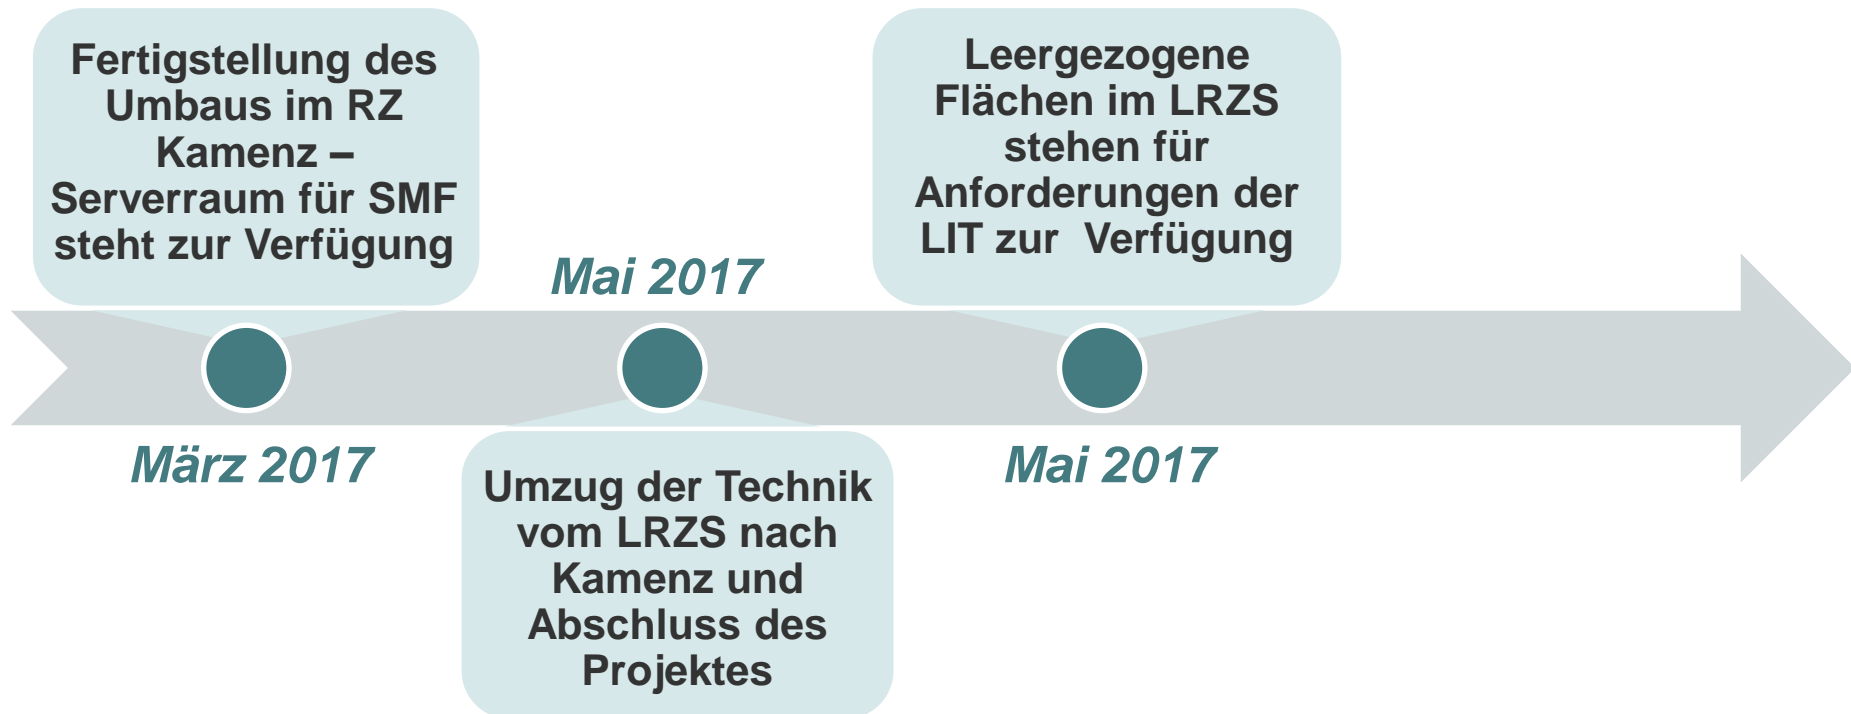 Fertigstellung des
Umbaus im RZ
Kamenz –
Serverraum für SMF
steht zur Verfügung
März 2017
Mai 2017
Umzug der Technik
vom LRZS nach
Kamenz und
Abschluss des
Projektes
Leergezogene
Flächen im LRZS
stehen für
Anforderungen der
LIT zur  Verfügung
Mai 2017